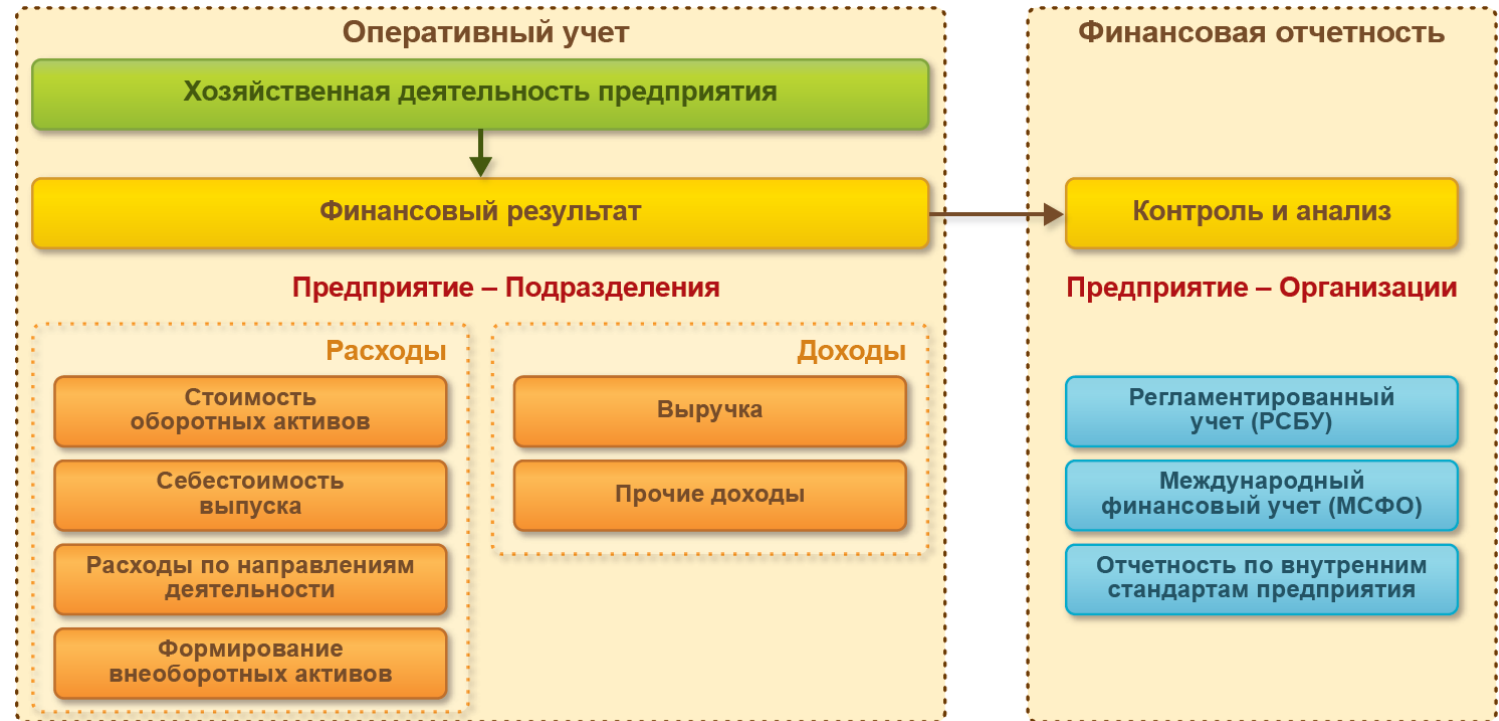 Оперативный учет
Хозяйственная деятельность предприятия
Финансовый результат
Предприятие – Подразделения
Расходы
Стоимость
оборотных активов
Себестоимость
выпуска
Расходы по направлениям
деятельности
Формирование
внеоборотных активов
Доходы
Выручка
Прочие доходы
Финансовая отчетность
Контроль и анализ
Предприятие – Организации
Регламентированный
учет (РСБУ)
Международный
финансовый учет (МСФО)
Отчетность по внутренним
стандартам предприятия